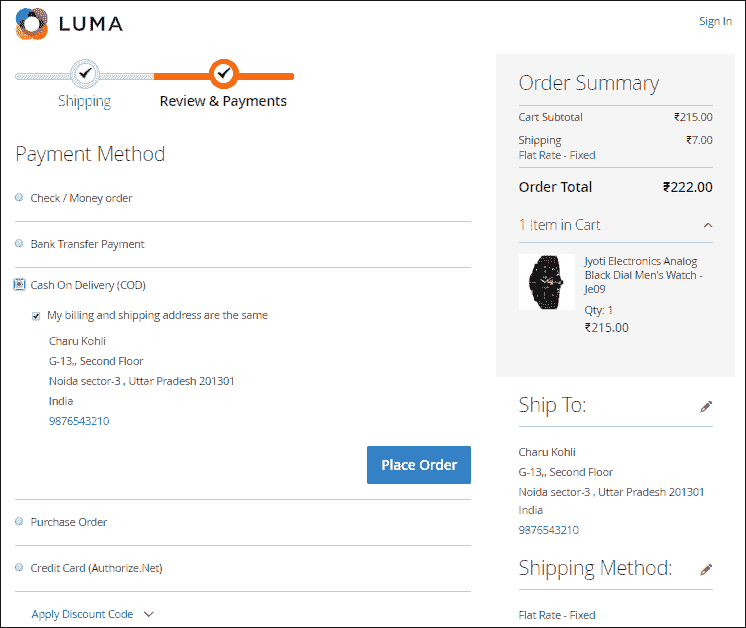 LUMA
Sign In
Shipping
Review & Payments
Payment Method
Check / Money order
Bank Transfer Payment
Cash On Delivery (COD)
My billing and shipping address are the same
Charu Kohli
G-13,, Second Floor
Noida sector-3 , Uttar Pradesh 201301
India
9876543210
Place Order
Purchase Order
Credit Card (Authorize.Net)
Apply Discount Code
Order Summary
Cart Subtotal ₹215.00
Shipping ₹7.00
Flat Rate - Fixed
Order Total ₹222.00
1 Item in Cart
Jyoti Electronics Analog
Black Dial Men's Watch -
Je09
Qty: 1
₹215.00
Ship To:
Charu Kohli
G-13,, Second Floor
Noida sector-3 , Uttar Pradesh 201301
India
9876543210
Shipping Method:
Flat Rate - Fixed